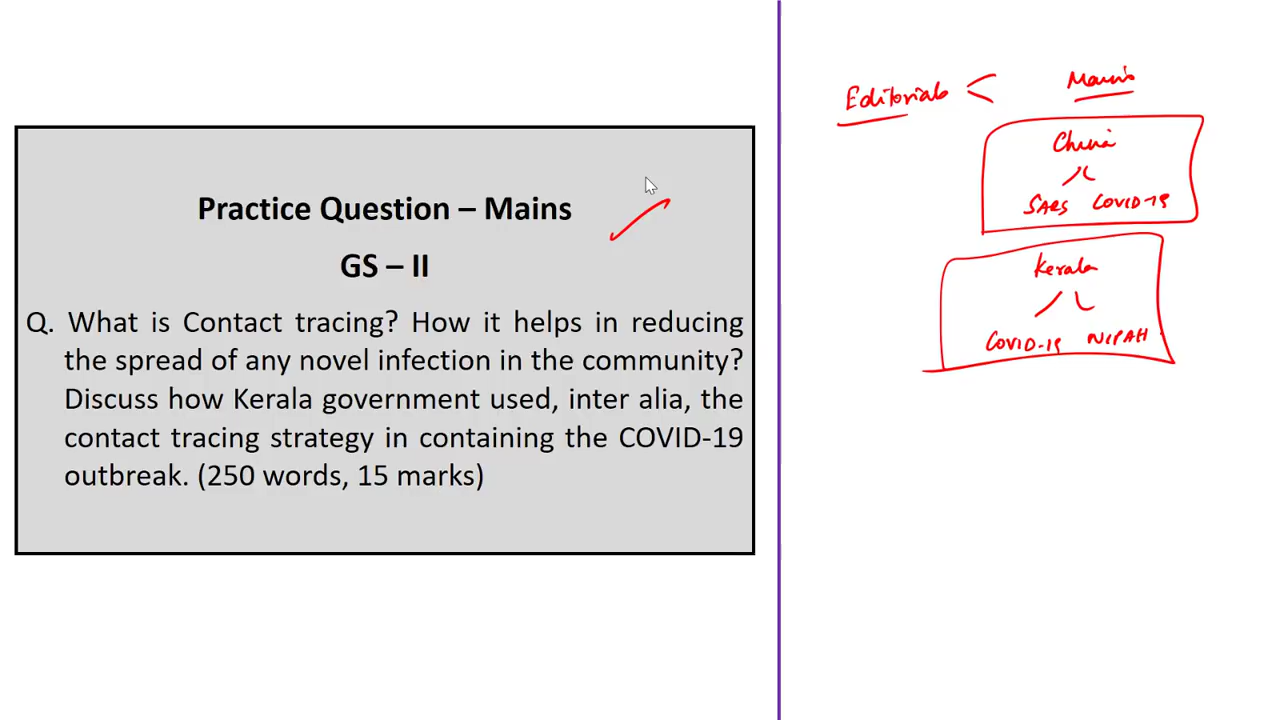 Practice Question – Mains
GS – II
Q. What is Contact tracing? How it helps in reducing
the spread of any novel infection in the community?
Discuss how Kerala government used, inter alia, the
contact tracing strategy in containing the COVID-19
outbreak. (250 words, 15 marks)
Editorials < Mains
China
SARS COVID-19
Kerala
COVID-19 NIPAH